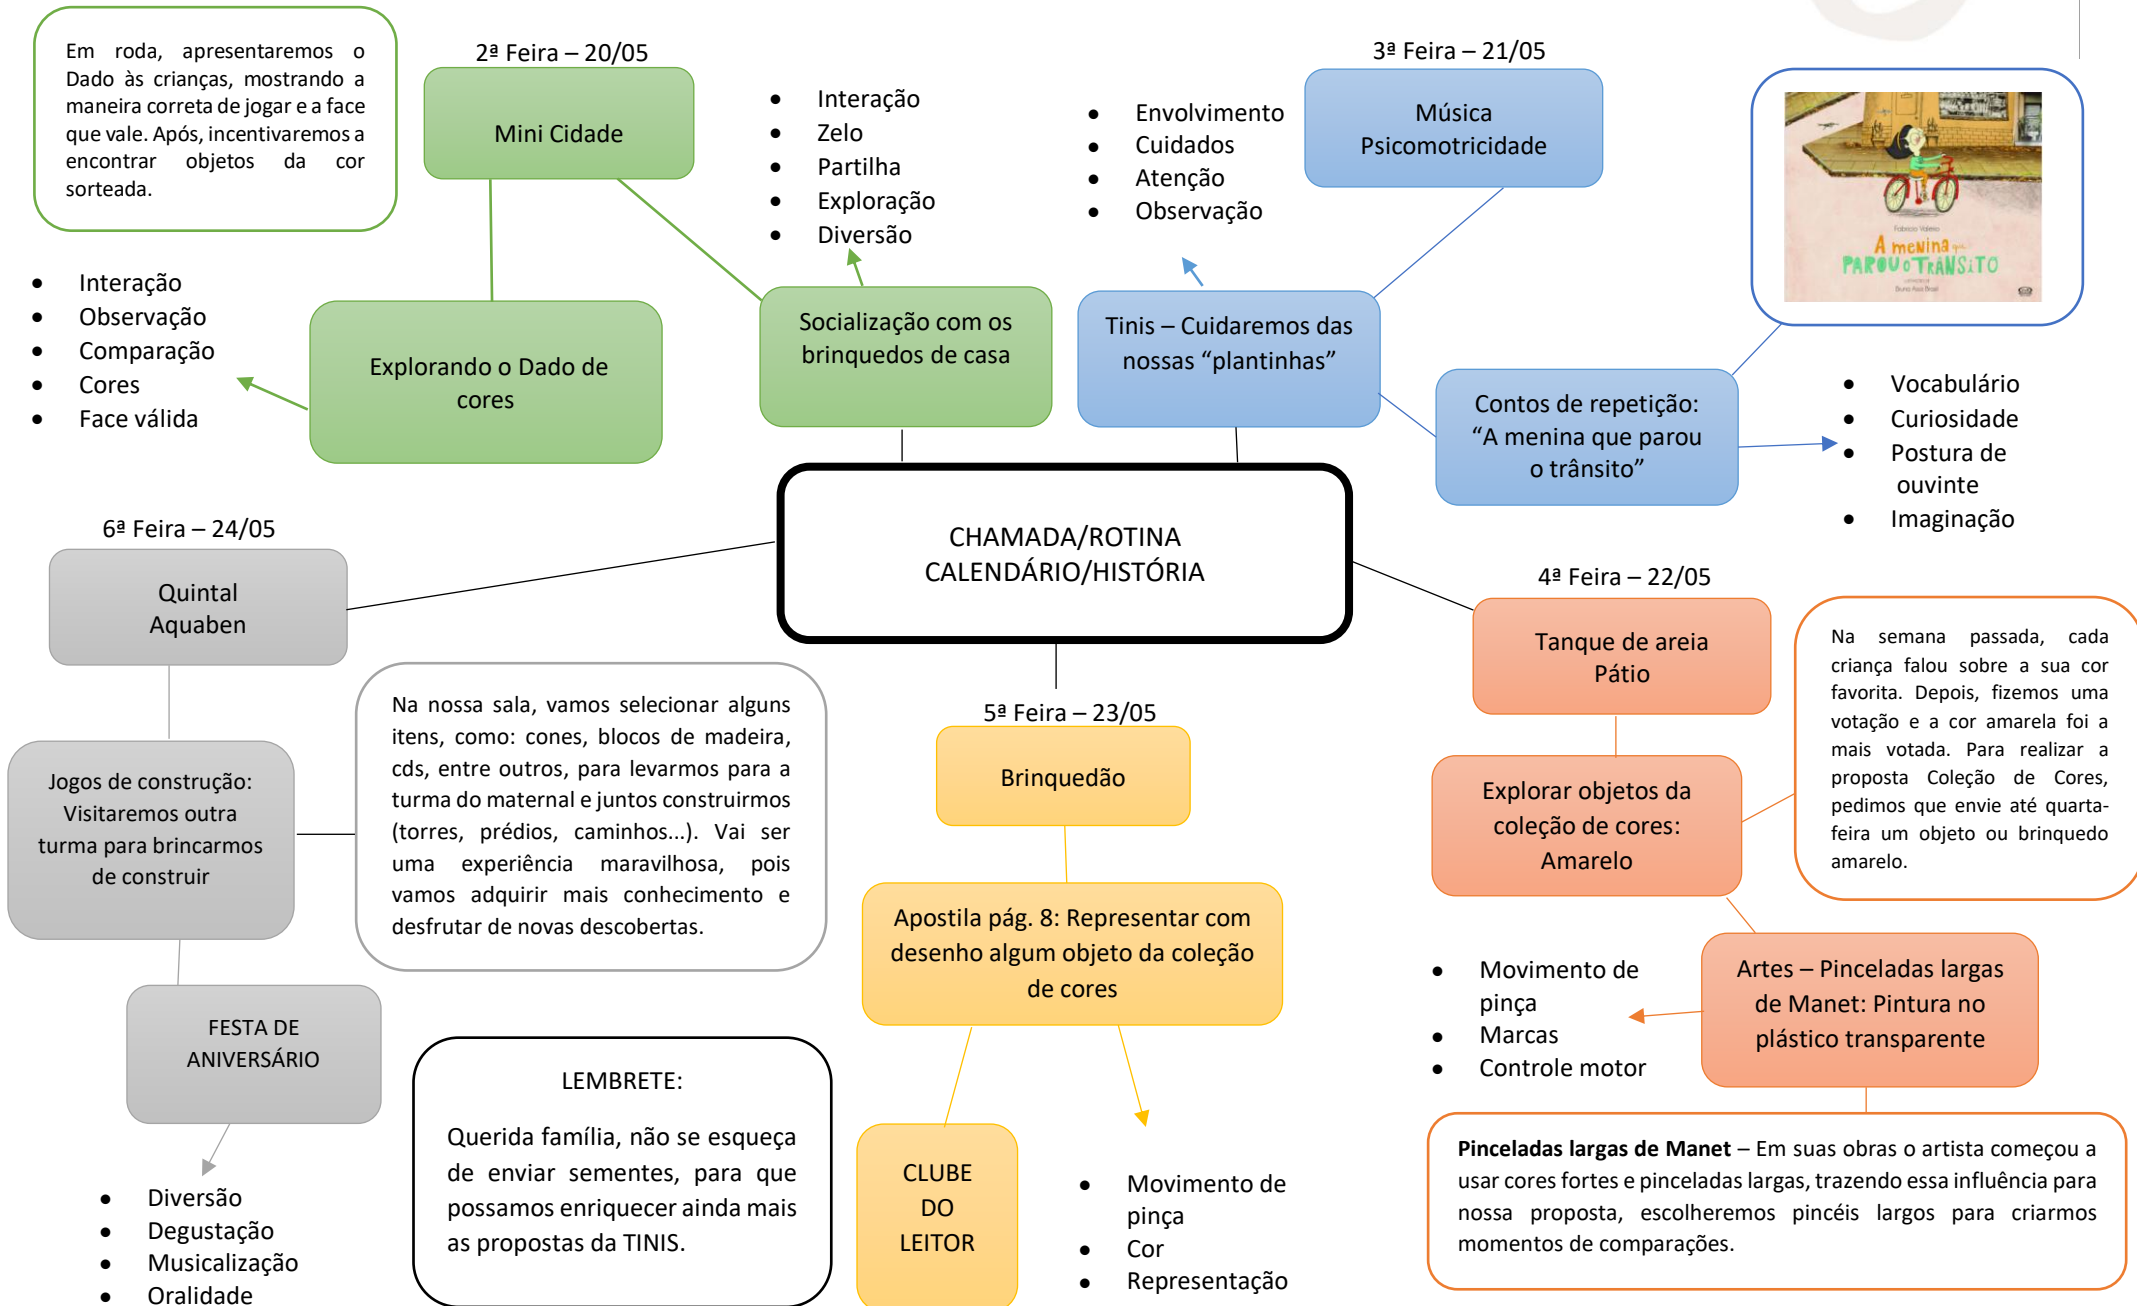 Em roda, apresentaremos o
Dado às crianças, mostrando a
maneira correta de jogar e a face
que vale. Após, incentivaremos a
encontrar objetos da cor
sorteada.
2ª Feira – 20/05
Mini Cidade
• Interação
• Zelo
• Partilha
• Exploração
• Diversão
• Interação
• Observação
• Comparação
• Cores
• Face válida
Explorando o Dado de
cores
Socialização com os
brinquedos de casa
3ª Feira – 21/05
Música
Psicomotricidade
• Envolvimento
• Cuidados
• Atenção
• Observação
Tinis – Cuidaremos das
nossas “plantinhas”
Fabrício Valério
A menina que
PAROU O TRÂNSITO
Bruna Assis Brasil
Contos de repetição:
“A menina que parou
o trânsito”
• Vocabulário
• Curiosidade
• Postura de
ouvinte
• Imaginação
CHAMADA/ROTINA
CALENDÁRIO/HISTÓRIA
4ª Feira – 22/05
Tanque de areia
Pátio
Explorar objetos da
coleção de cores:
Amarelo
Na semana passada, cada
criança falou sobre a sua cor
favorita. Depois, fizemos uma
votação e a cor amarela foi a
mais votada. Para realizar a
proposta Coleção de Cores,
pedimos que envie até quarta-
feira um objeto ou brinquedo
amarelo.
Artes – Pinceladas largas
de Manet: Pintura no
plástico transparente
• Movimento de
pinça
• Marcas
• Controle motor
Pinceladas largas de Manet – Em suas obras o artista começou a
usar cores fortes e pinceladas largas, trazendo essa influência para
nossa proposta, escolheremos pincéis largos para criarmos
momentos de comparações.
5ª Feira – 23/05
Brinquedão
Apostila pág. 8: Representar com
desenho algum objeto da coleção
de cores
CLUBE
DO
LEITOR
• Movimento de
pinça
• Cor
• Representação
6ª Feira – 24/05
Quintal
Aquaben
Jogos de construção:
Visitaremos outra
turma para brincarmos
de construir
Na nossa sala, vamos selecionar alguns
itens, como: cones, blocos de madeira,
cds, entre outros, para levarmos para a
turma do maternal e juntos construirmos
(torres, prédios, caminhos...). Vai ser
uma experiência maravilhosa, pois
vamos adquirir mais conhecimento e
desfrutar de novas descobertas.
FESTA DE
ANIVERSÁRIO
• Diversão
• Degustação
• Musicalização
• Oralidade
LEMBRETE:
Querida família, não se esqueça
de enviar sementes, para que
possamos enriquecer ainda mais
as propostas da TINIS.